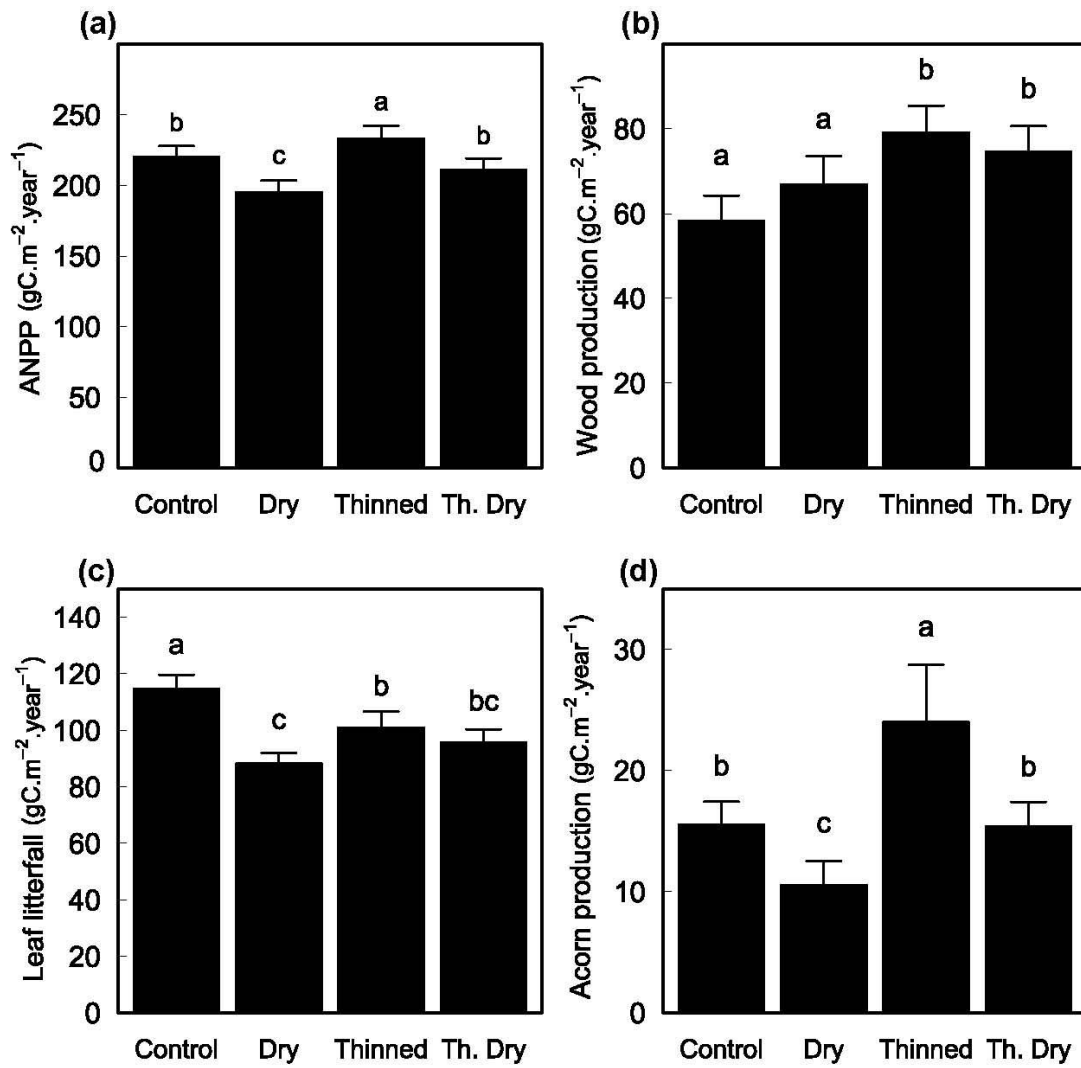 (a)
ANPP (gC.m⁻².year⁻¹)
250
200
150
100
50
0
b
c
a
b
Control Dry Thinned Th. Dry
(b)
Wood production (gC.m⁻².year⁻¹)
80
60
40
20
0
a
a
b
b
Control Dry Thinned Th. Dry
(c)
Leaf litterfall (gC.m⁻².year⁻¹)
140
120
100
80
60
40
20
0
a
c
b
bc
Control Dry Thinned Th. Dry
(d)
Acorn production (gC.m⁻².year⁻¹)
30
20
10
0
b
c
a
b
Control Dry Thinned Th. Dry